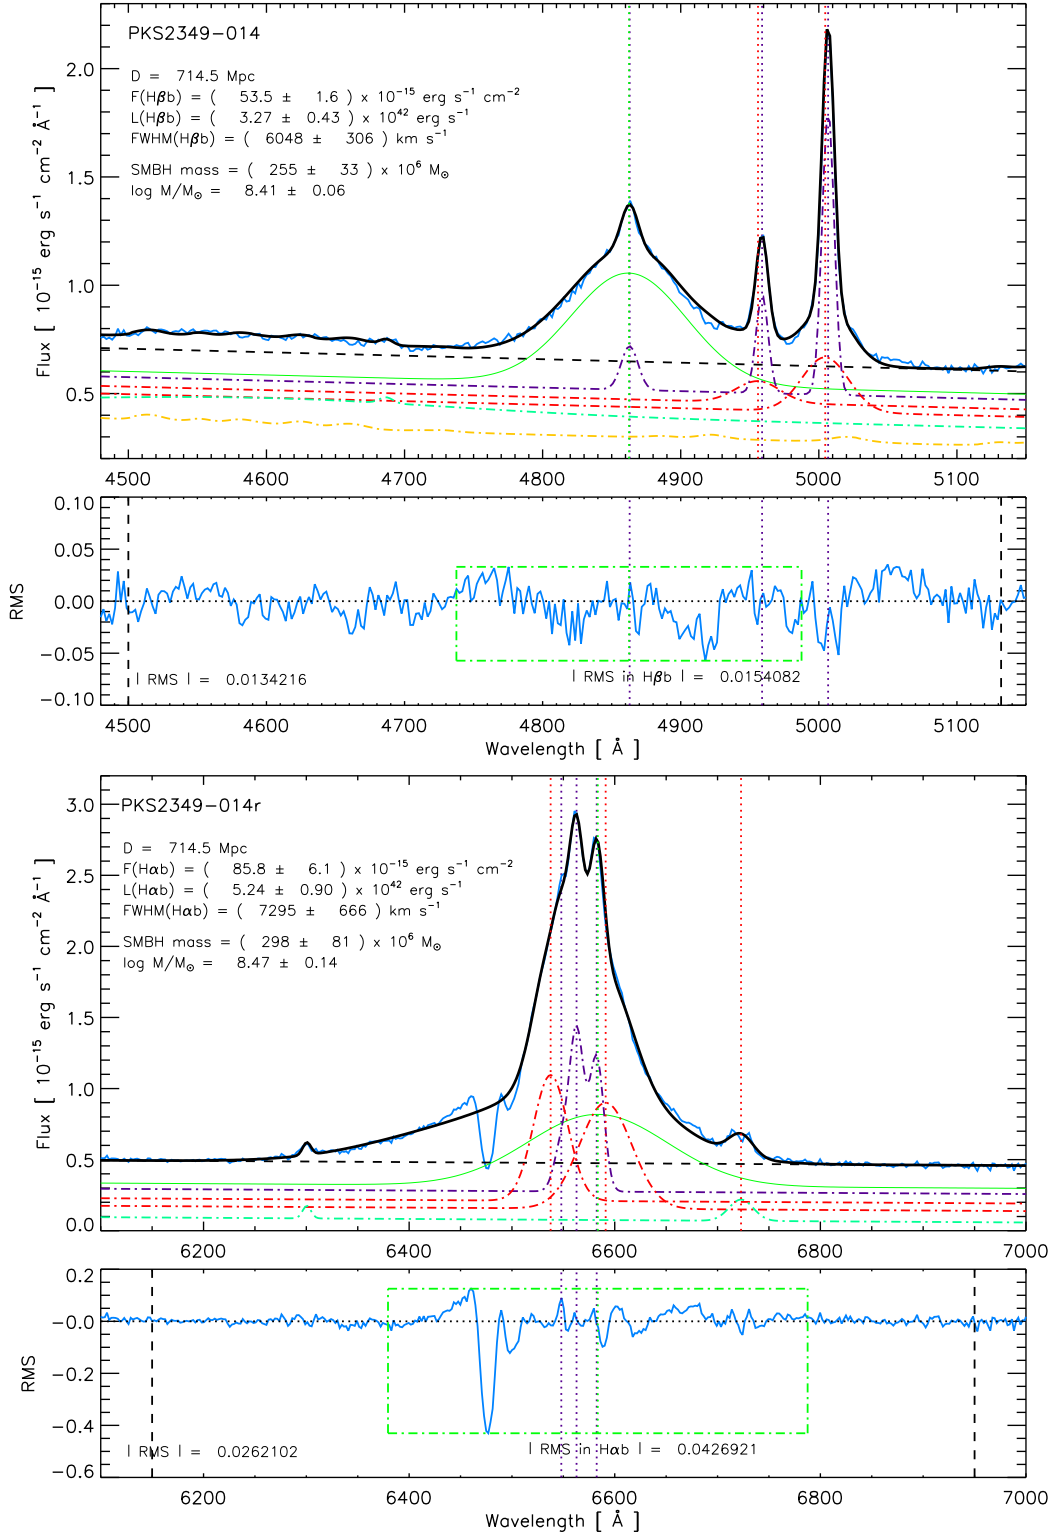 PKS2349−014
D = 714.5 Mpc
F(Hβb) = ( 53.5 ± 1.6 ) x 10⁻¹⁵ erg s⁻¹ cm⁻²
L(Hβb) = ( 3.27 ± 0.43 ) x 10⁴² erg s⁻¹
FWHM(Hβb) = ( 6048 ± 306 ) km s⁻¹
SMBH mass = ( 255 ± 33 ) x 10⁶ M⊙
log M/M⊙ = 8.41 ± 0.06
Flux [ 10⁻¹⁵ erg s⁻¹ cm⁻² Å⁻¹ ]
2.0
1.5
1.0
0.5
4500 4600 4700 4800 4900 5000 5100
RMS
0.10
0.05
0.00
−0.05
−0.10
| RMS | = 0.0134216
| RMS in Hβb | = 0.0154082
4500 4600 4700 4800 4900 5000 5100
Wavelength [ Å ]
PKS2349−014r
D = 714.5 Mpc
F(Hαb) = ( 85.8 ± 6.1 ) x 10⁻¹⁵ erg s⁻¹ cm⁻²
L(Hαb) = ( 5.24 ± 0.90 ) x 10⁴² erg s⁻¹
FWHM(Hαb) = ( 7295 ± 666 ) km s⁻¹
SMBH mass = ( 298 ± 81 ) x 10⁶ M⊙
log M/M⊙ = 8.47 ± 0.14
Flux [ 10⁻¹⁵ erg s⁻¹ cm⁻² Å⁻¹ ]
3.0
2.5
2.0
1.5
1.0
0.5
0.0
6200 6400 6600 6800 7000
RMS
0.2
−0.0
−0.2
−0.4
−0.6
| RMS | = 0.0262102
| RMS in Hαb | = 0.0426921
6200 6400 6600 6800 7000
Wavelength [ Å ]